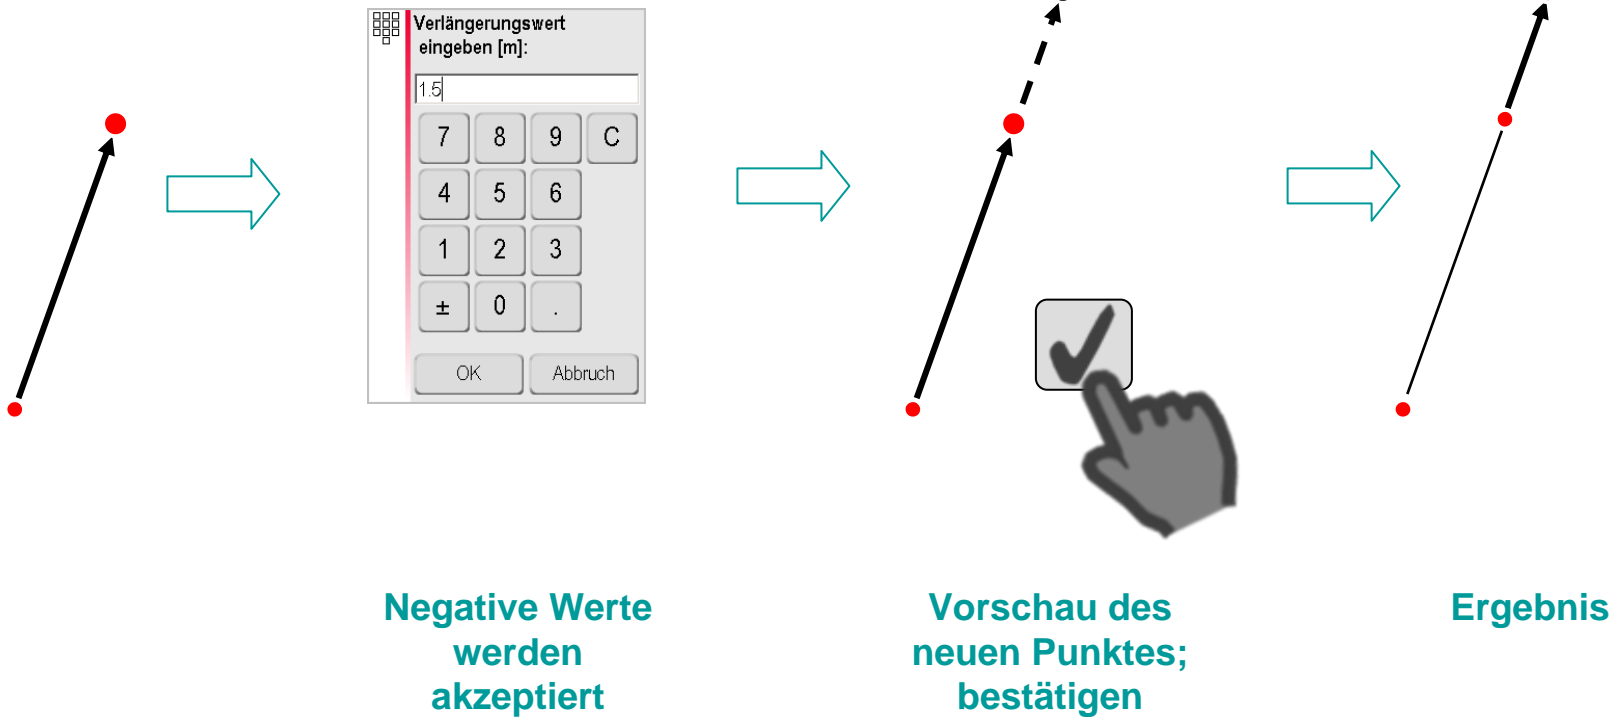 Verlängerungswert
eingeben [m]:
1.5
7 8 9 C
4 5 6
1 2 3
± 0 .
OK Abbruch
Negative Werte
werden
akzeptiert
Vorschau des
neuen Punktes;
bestätigen
Ergebnis